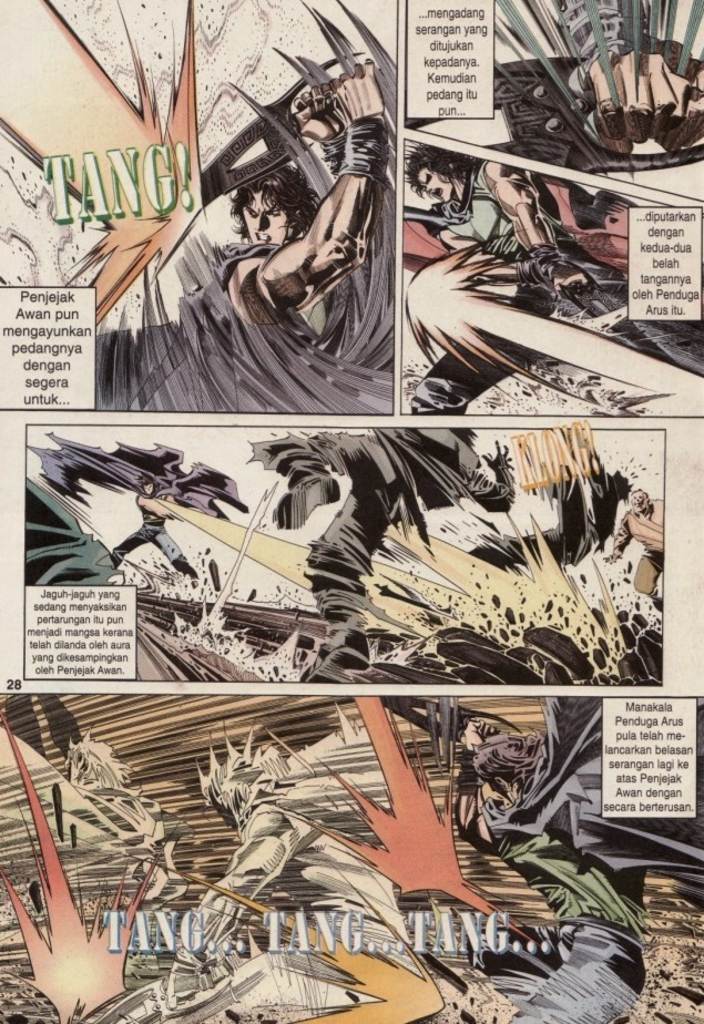 TANG!
Penjejak
Awan pun
mengayunkan
pedangnya
dengan
segera
untuk...
...mengadang
serangan yang
ditujukan
kepadanya.
Kemudian
pedang itu
pun...
...diputarkan
dengan
kedua-dua
belah
tangannya
oleh Penduga
Arus itu.
KLONG!
Jaguh-jaguh yang
sedang menyaksikan
pertarungan itu pun
menjadi mangsa kerana
telah dilanda oleh aura
yang dikesampingkan
oleh Penjejak Awan.
28
Manakala
Penduga Arus
pula telah me-
lancarkan belasan
serangan lagi ke
atas Penjejak
Awan dengan
secara berterusan.
TANG... TANG...TANG...